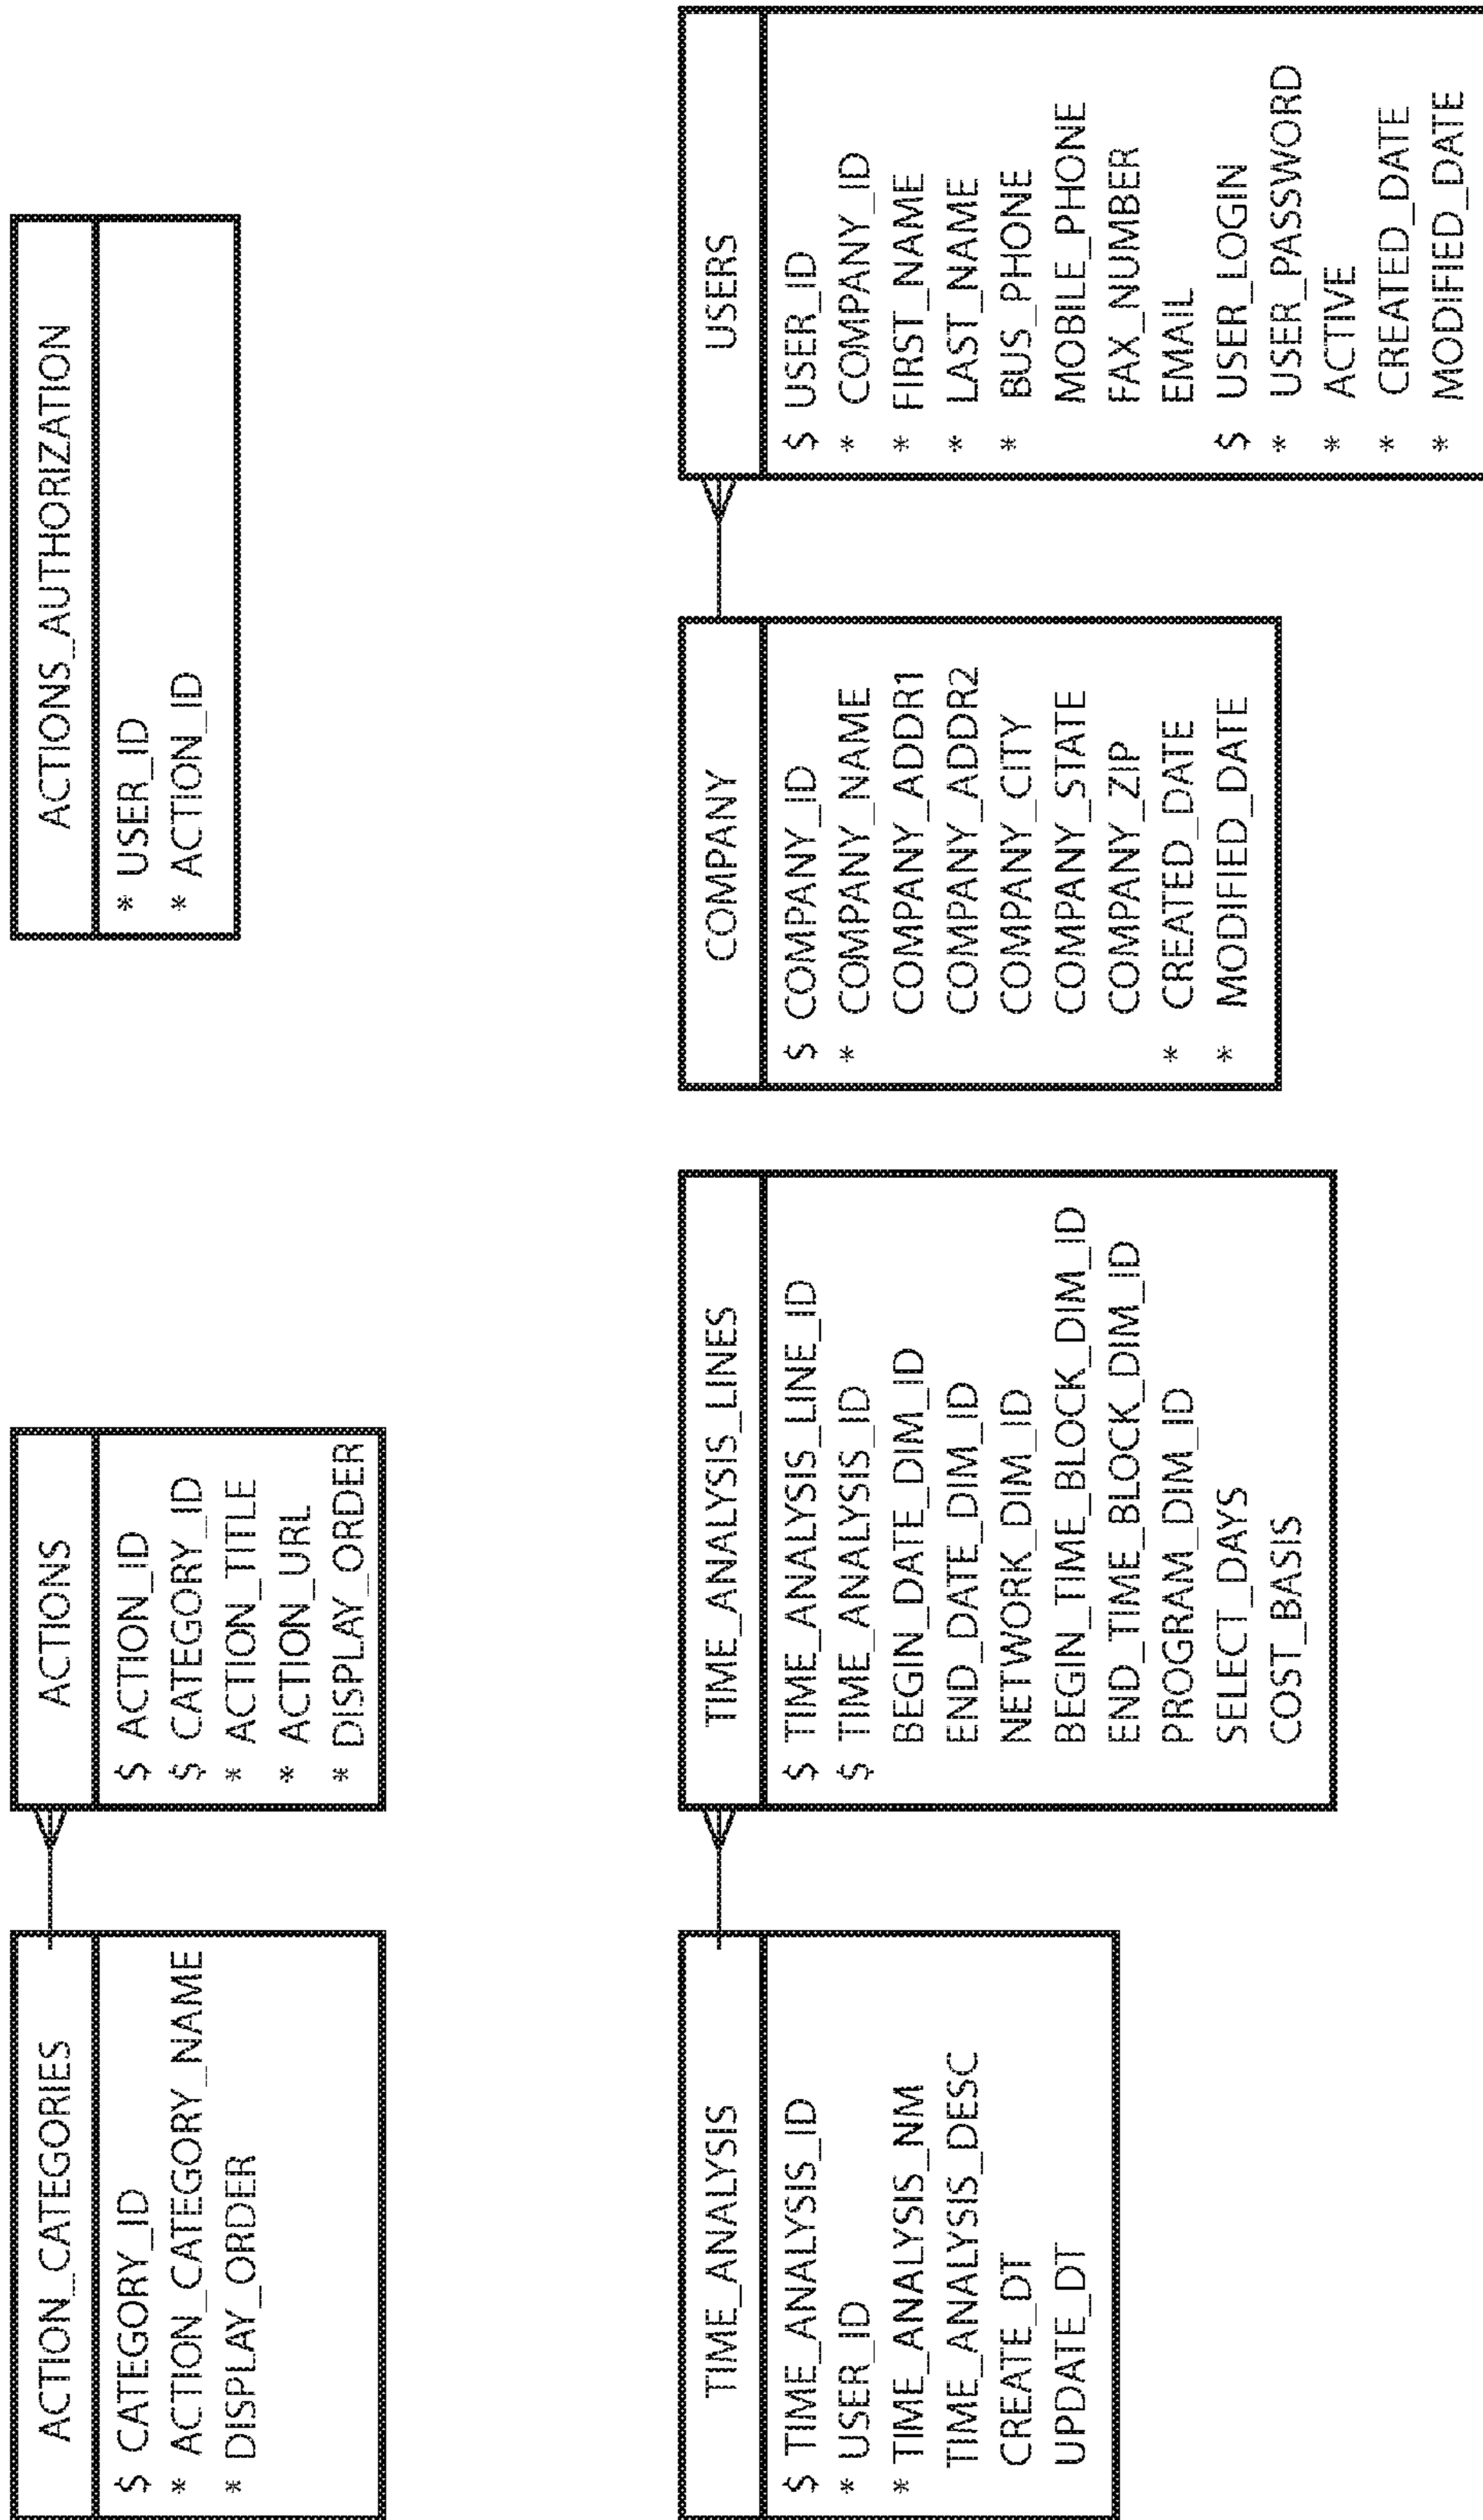 ACTION_CATEGORIES
$ CATEGORY_ID
* ACTION_CATEGORY_NAME
* DISPLAY_ORDER
ACTIONS
$ ACTION_ID
$ CATEGORY_ID
* ACTION_TITLE
* ACTION_URL
* DISPLAY_ORDER
ACTIONS_AUTHORIZATION
* USER_ID
* ACTION_ID
TIME_ANALYSIS
$ TIME_ANALYSIS_ID
* USER_ID
* TIME_ANALYSIS_NM
TIME_ANALYSIS_DESC
CREATE_DT
UPDATE_DT
TIME_ANALYSIS_LINES
$ TIME_ANALYSIS_LINE_ID
$ TIME_ANALYSIS_ID
BEGIN_DATE_DIM_ID
END_DATE_DIM_ID
NETWORK_DIM_ID
BEGIN_TIME_BLOCK_DIM_ID
END_TIME_BLOCK_DIM_ID
PROGRAM_DIM_ID
SELECT_DAYS
COST_BASIS
COMPANY
$ COMPANY_ID
* COMPANY_NAME
COMPANY_ADDR1
COMPANY_ADDR2
COMPANY_CITY
COMPANY_STATE
COMPANY_ZIP
* CREATED_DATE
* MODIFIED_DATE
USERS
$ USER_ID
* COMPANY_ID
* FIRST_NAME
* LAST_NAME
* BUS_PHONE
MOBILE_PHONE
FAX_NUMBER
EMAIL
$ USER_LOGIN
* USER_PASSWORD
* ACTIVE
* CREATED_DATE
* MODIFIED_DATE